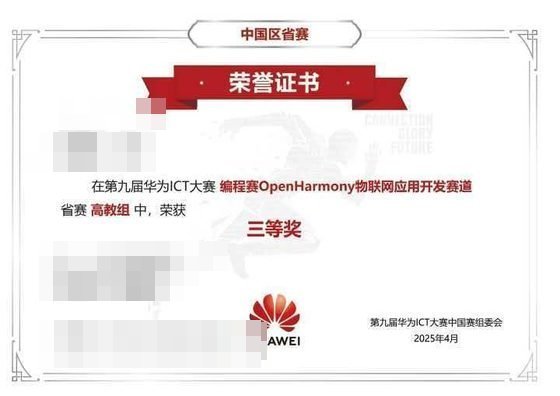 中国区省赛
荣誉证书
CONNECTION
GLORY
FUTURE
在第九届华为ICT大赛 编程赛OpenHarmony物联网应用开发赛道
省赛 高教组 中，荣获
三等奖
AWEI
第九届华为ICT大赛中国赛组委会
2025年4月